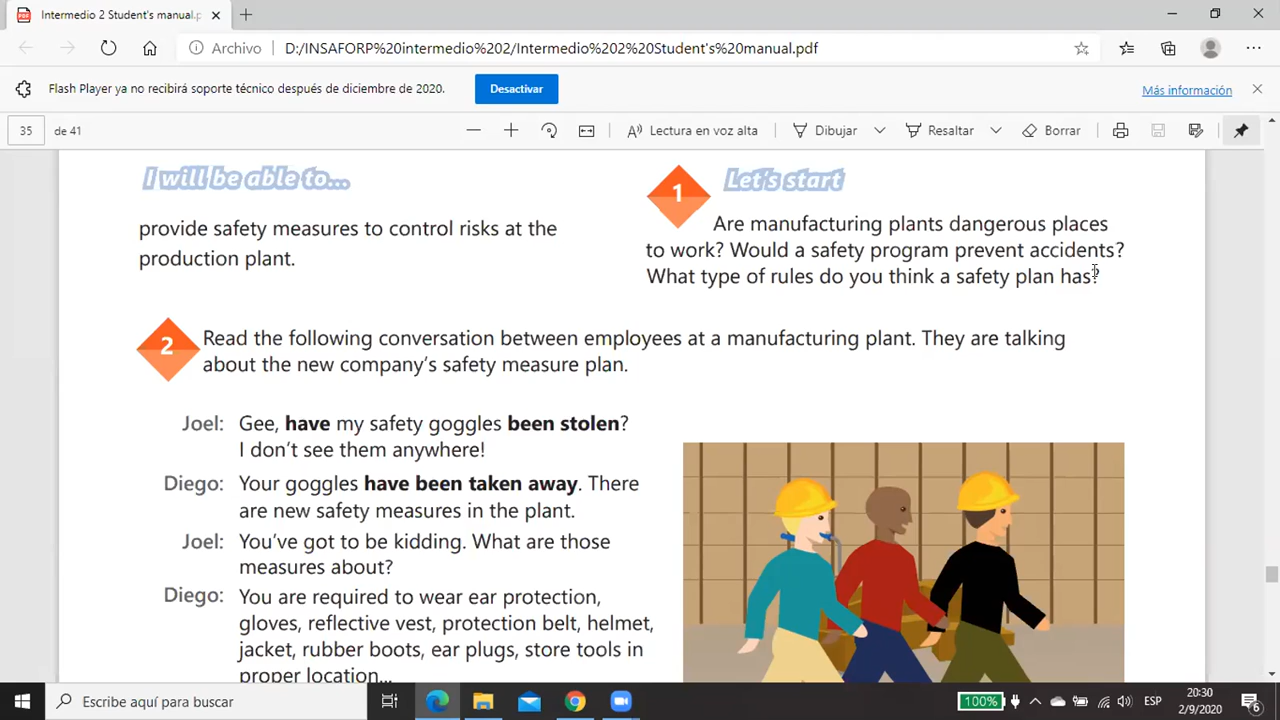 Intermedio 2 Student's manual.p
Archivo
D:/INSAFORP%20intermedio%202/Intermedio%202%20Student's%20manual.pdf
Flash Player ya no recibirá soporte técnico después de diciembre de 2020.
Desactivar
Más información
35
de 41
Lectura en voz alta
Dibujar
Resaltar
Borrar
I will be able to...
provide safety measures to control risks at the
production plant.
1
Let's start
Are manufacturing plants dangerous places
to work? Would a safety program prevent accidents?
What type of rules do you think a safety plan has?
2
Read the following conversation between employees at a manufacturing plant. They are talking
about the new company's safety measure plan.
Joel: Gee, have my safety goggles been stolen?
I don't see them anywhere!
Diego: Your goggles have been taken away. There
are new safety measures in the plant.
Joel: You've got to be kidding. What are those
measures about?
Diego: You are required to wear ear protection,
gloves, reflective vest, protection belt, helmet,
jacket, rubber boots, ear plugs, store tools in
proper location...
Escribe aquí para buscar
100%
ESP
20:30
2/9/2020
6